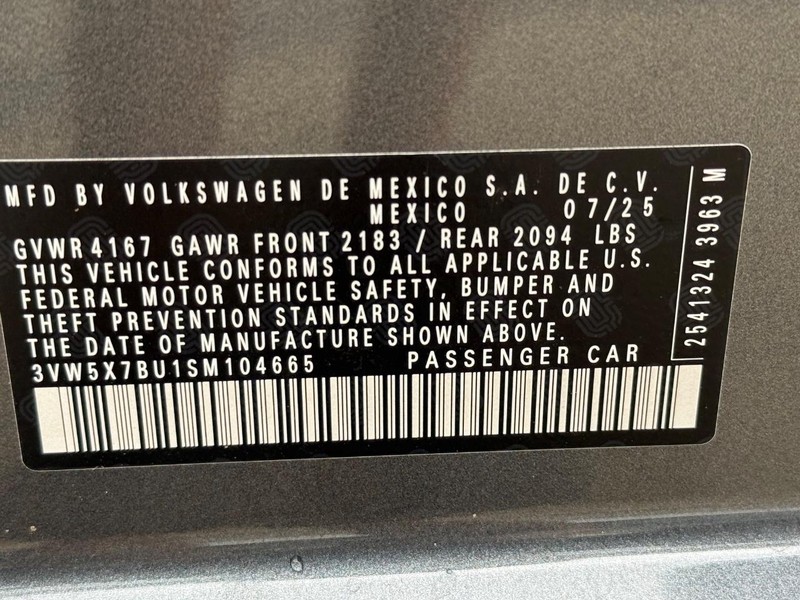 MFD BY VOLKSWAGEN DE MEXICO S.A. DE C.V.
MEXICO 07/25
GVWR 4167 GAWR FRONT 2183 / REAR 2094 LBS
THIS VEHICLE CONFORMS TO ALL APPLICABLE U.S.
FEDERAL MOTOR VEHICLE SAFETY, BUMPER AND
THEFT PREVENTION STANDARDS IN EFFECT ON
THE DATE OF MANUFACTURE SHOWN ABOVE.
3VW5X7BU1SM104665 PASSENGER CAR
2541324 3963 M